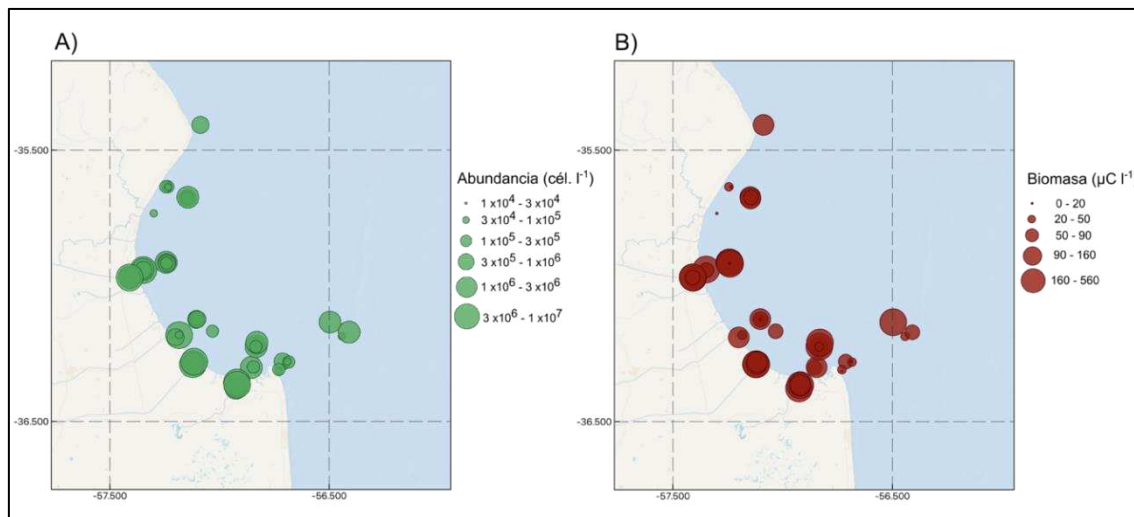 A)
-35.500
-36.500
-57.500
-56.500
Abundancia (cél. l⁻¹)
1 x10⁴ - 3 x10⁴
3 x10⁴ - 1 x10⁵
1 x10⁵ - 3 x10⁵
3 x10⁵ - 1 x10⁶
1 x10⁶ - 3 x10⁶
3 x10⁶ - 1 x10⁷
B)
-35.500
-36.500
-57.500
-56.500
Biomasa (µC l⁻¹
0 - 20
20 - 50
50 - 90
90 - 160
160 - 560